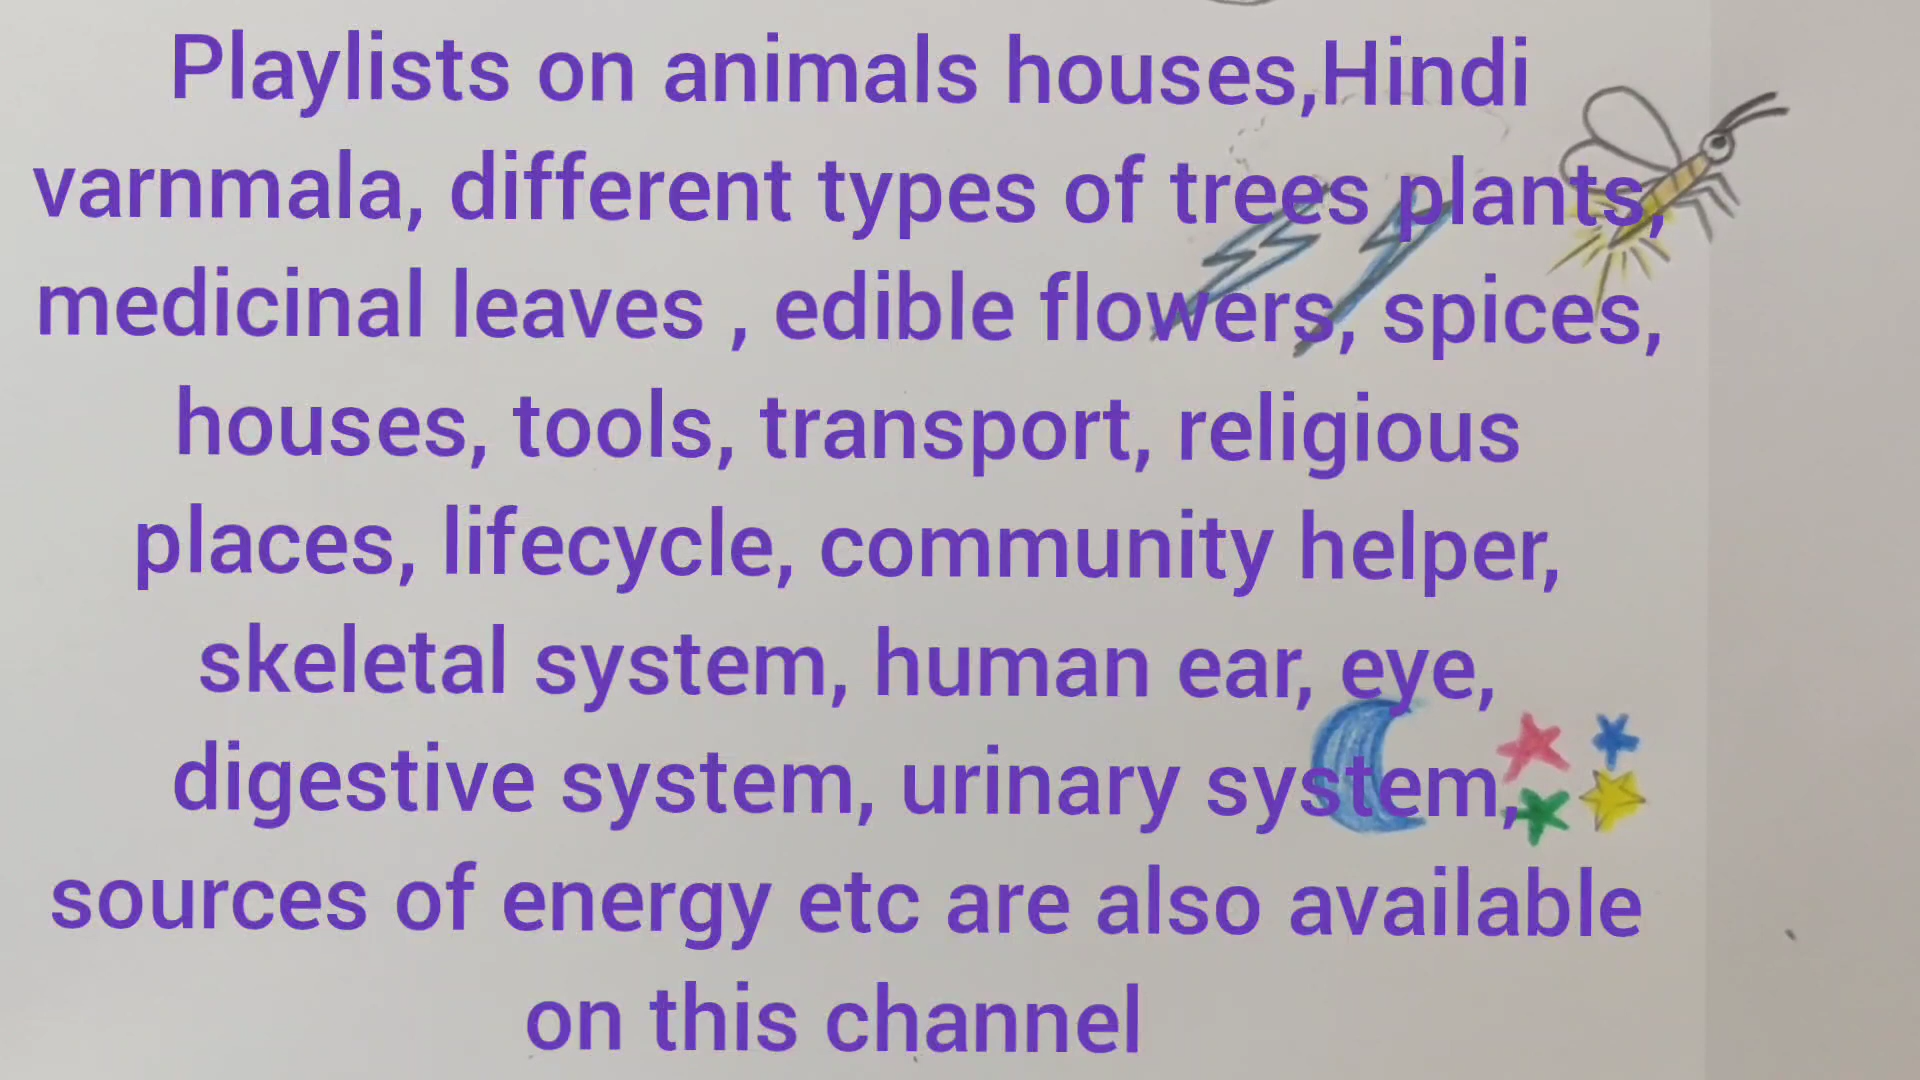 Playlists on animals houses,Hindi
varnmala, different types of trees plants,
medicinal leaves , edible flowers, spices,
houses, tools, transport, religious
places, lifecycle, community helper,
skeletal system, human ear, eye,
digestive system, urinary system,
sources of energy etc are also available
on this channel